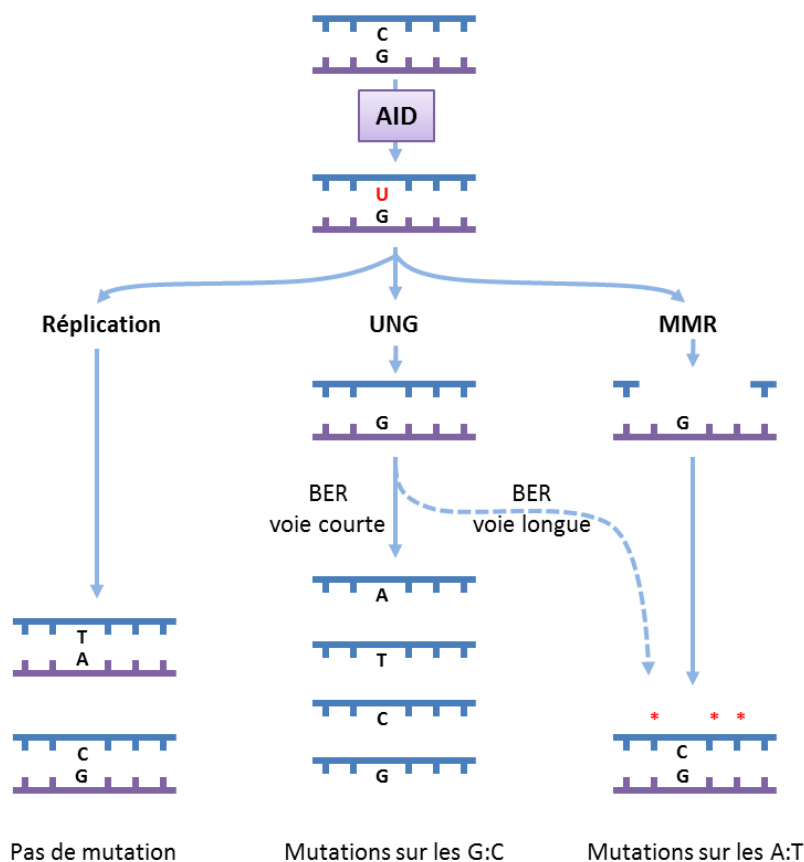 C
G
AID
U
G
Réplication
UNG
MMR
G
G
BER
voie courte
BER
voie longue
A
T
A
T
C
G
C
G
* * *
C
G
Pas de mutation
Mutations sur les G:C
Mutations sur les A:T